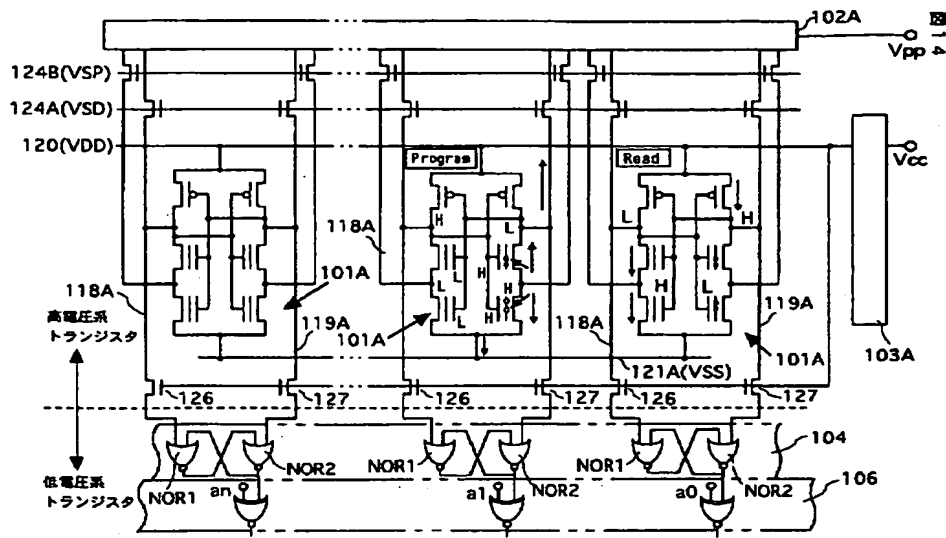 図14
102A
Vpp
124B(VSP)
124A(VSD)
120(VDD)
Vcc
Program
Read
H
L
L
H
118A
H
L
L
H
H
L
L
H
118A
101A
101A
118A
119A
101A
119A
103A
高電圧系
トランジスタ
121A(VSS)
126
127
126
127
126
127
NOR1
NOR2
NOR1
NOR2
NOR1
NOR2
104
低電圧系
トランジスタ
an
a1
a0
106